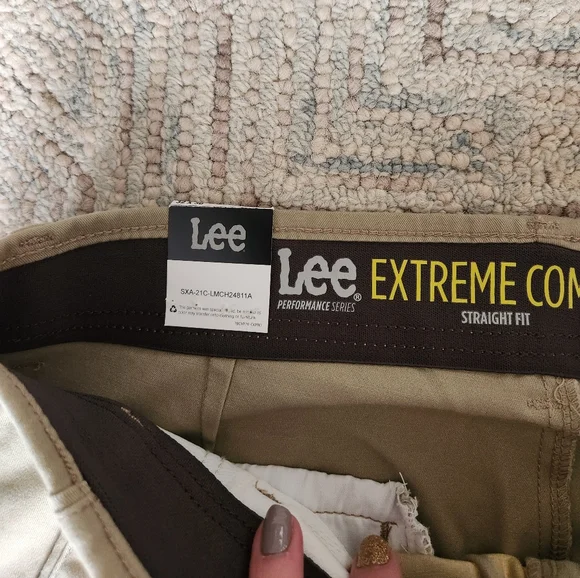 Lee
SXA-21C-LMCH24811A
Lee®
PERFORMANCE SERIES
EXTREME COM
STRAIGHT FIT